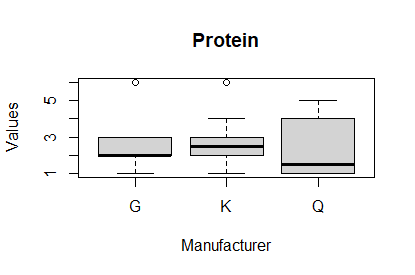 Protein
Values
5
3
1
G K Q
Manufacturer